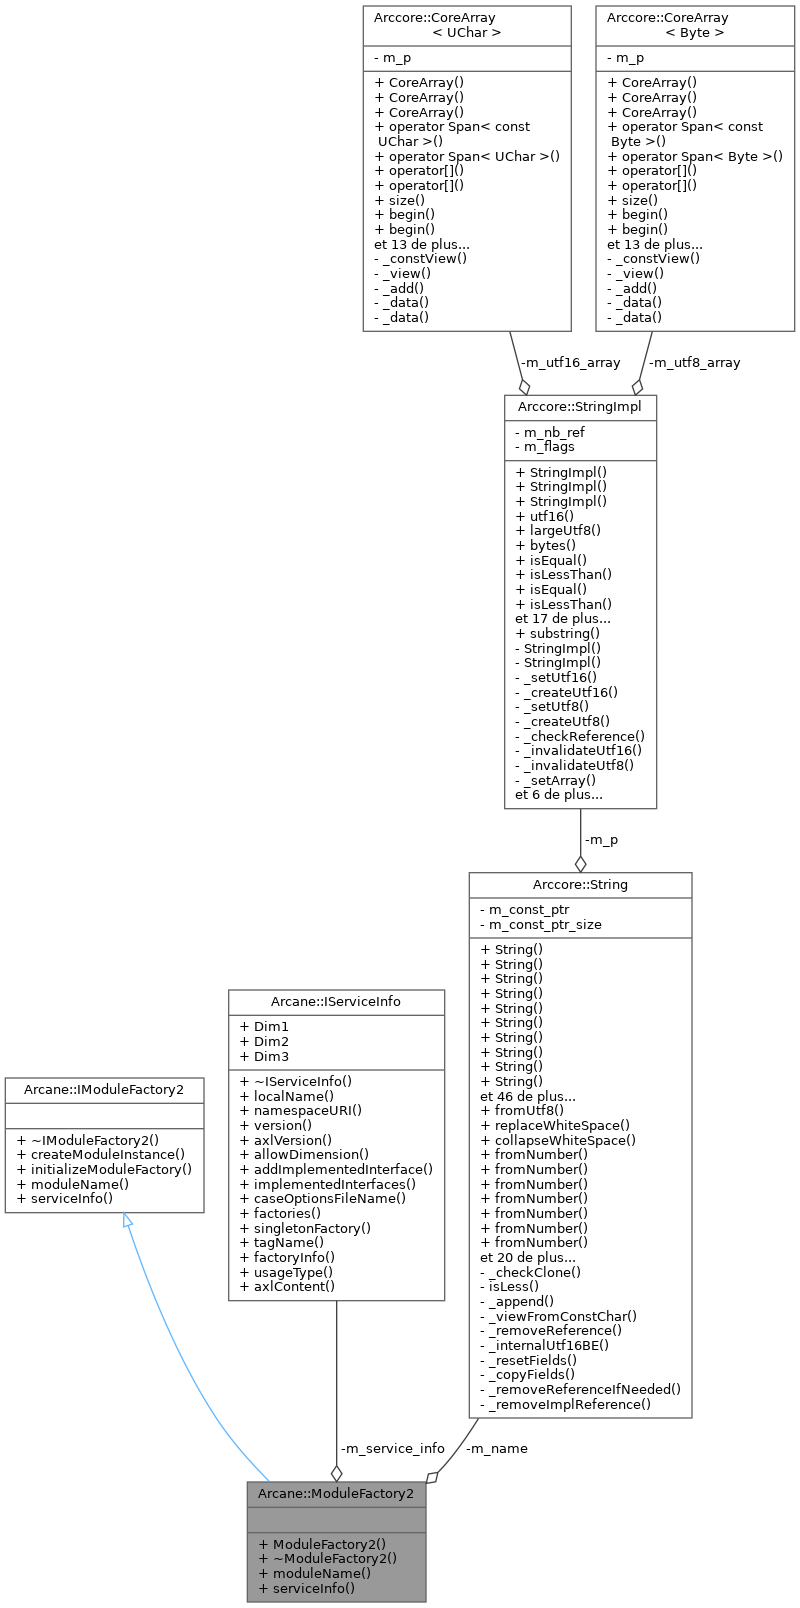 Arccore::CoreArray
< UChar >
- m_p
+ CoreArray()
+ CoreArray()
+ CoreArray()
+ operator Span< const
UChar >()
+ operator Span< UChar >()
+ operator[]()
+ operator[]()
+ size()
+ begin()
+ begin()
et 13 de plus...
- _constView()
- _view()
- _add()
- _data()
- _data()
Arccore::CoreArray
< Byte >
- m_p
+ CoreArray()
+ CoreArray()
+ CoreArray()
+ operator Span< const
Byte >()
+ operator Span< Byte >()
+ operator[]()
+ operator[]()
+ size()
+ begin()
+ begin()
et 13 de plus...
- _constView()
- _view()
- _add()
- _data()
- _data()
-m_utf16_array
-m_utf8_array
Arccore::StringImpl
- m_nb_ref
- m_flags
+ StringImpl()
+ StringImpl()
+ StringImpl()
+ utf16()
+ largeUtf8()
+ bytes()
+ isEqual()
+ isLessThan()
+ isEqual()
+ isLessThan()
et 17 de plus...
+ substring()
- StringImpl()
- StringImpl()
- _setUtf16()
- _createUtf16()
- _setUtf8()
- _createUtf8()
- _checkReference()
- _invalidateUtf16()
- _invalidateUtf8()
- _setArray()
et 6 de plus...
-m_p
Arccore::String
- m_const_ptr
- m_const_ptr_size
+ String()
+ String()
+ String()
+ String()
+ String()
+ String()
+ String()
+ String()
+ String()
+ String()
et 46 de plus...
+ fromUtf8()
+ replaceWhiteSpace()
+ collapseWhiteSpace()
+ fromNumber()
+ fromNumber()
+ fromNumber()
+ fromNumber()
+ fromNumber()
+ fromNumber()
+ fromNumber()
et 20 de plus...
- _checkClone()
- isLess()
- _append()
- _viewFromConstChar()
- _removeReference()
- _internalUtf16BE()
- _resetFields()
- _copyFields()
- _removeReferenceIfNeeded()
- _removeImplReference()
Arcane::IServiceInfo
+ Dim1
+ Dim2
+ Dim3
+ ~IServiceInfo()
+ localName()
+ namespaceURI()
+ version()
+ axlVersion()
+ allowDimension()
+ addImplementedInterface()
+ implementedInterfaces()
+ caseOptionsFileName()
+ factories()
+ singletonFactory()
+ tagName()
+ factoryInfo()
+ usageType()
+ axlContent()
Arcane::IModuleFactory2
+ ~IModuleFactory2()
+ createModuleInstance()
+ initializeModuleFactory()
+ moduleName()
+ serviceInfo()
-m_service_info
-m_name
Arcane::ModuleFactory2
+ ModuleFactory2()
+ ~ModuleFactory2()
+ moduleName()
+ serviceInfo()